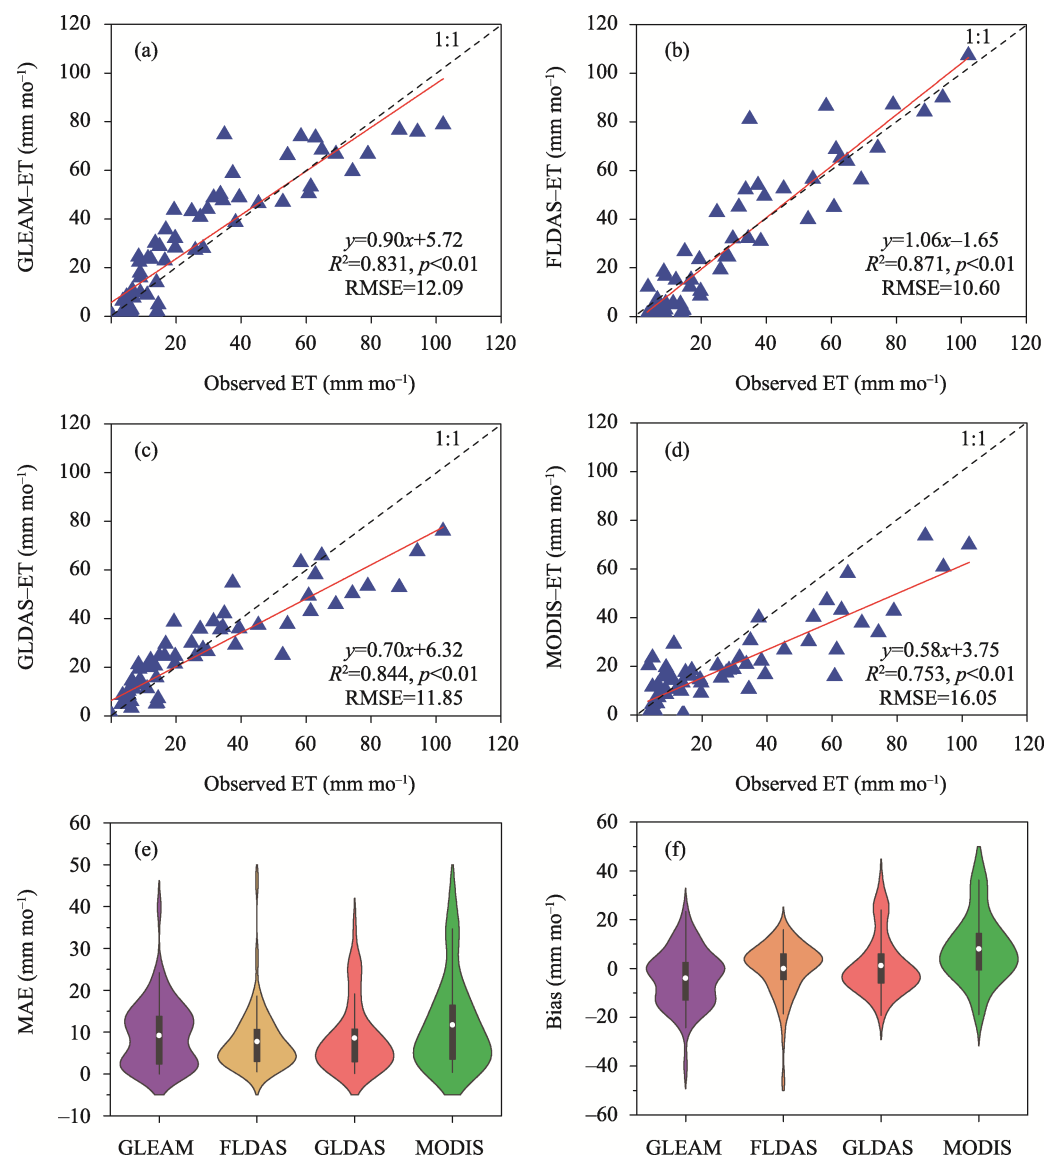 (a)
1:1
120
100
80
60
40
20
0
GLEAM–ET (mm mo⁻¹)
y=0.90x+5.72
R²=0.831, p<0.01
RMSE=12.09
20 40 60 80 100 120
Observed ET (mm mo⁻¹)
(b)
1:1
120
100
80
60
40
20
0
FLDAS–ET (mm mo⁻¹)
y=1.06x–1.65
R²=0.871, p<0.01
RMSE=10.60
20 40 60 80 100 120
Observed ET (mm mo⁻¹)
(c)
1:1
120
100
80
60
40
20
0
GLDAS–ET (mm mo⁻¹)
y=0.70x+6.32
R²=0.844, p<0.01
RMSE=11.85
20 40 60 80 100 120
Observed ET (mm mo⁻¹)
(d)
1:1
120
100
80
60
40
20
0
MODIS–ET (mm mo⁻¹)
y=0.58x+3.75
R²=0.753, p<0.01
RMSE=16.05
20 40 60 80 100 120
Observed ET (mm mo⁻¹)
(e)
60
50
40
30
20
10
0
–10
MAE (mm mo⁻¹)
GLEAM FLDAS GLDAS MODIS
(f)
60
40
20
0
–20
–40
–60
Bias (mm mo⁻¹)
GLEAM FLDAS GLDAS MODIS